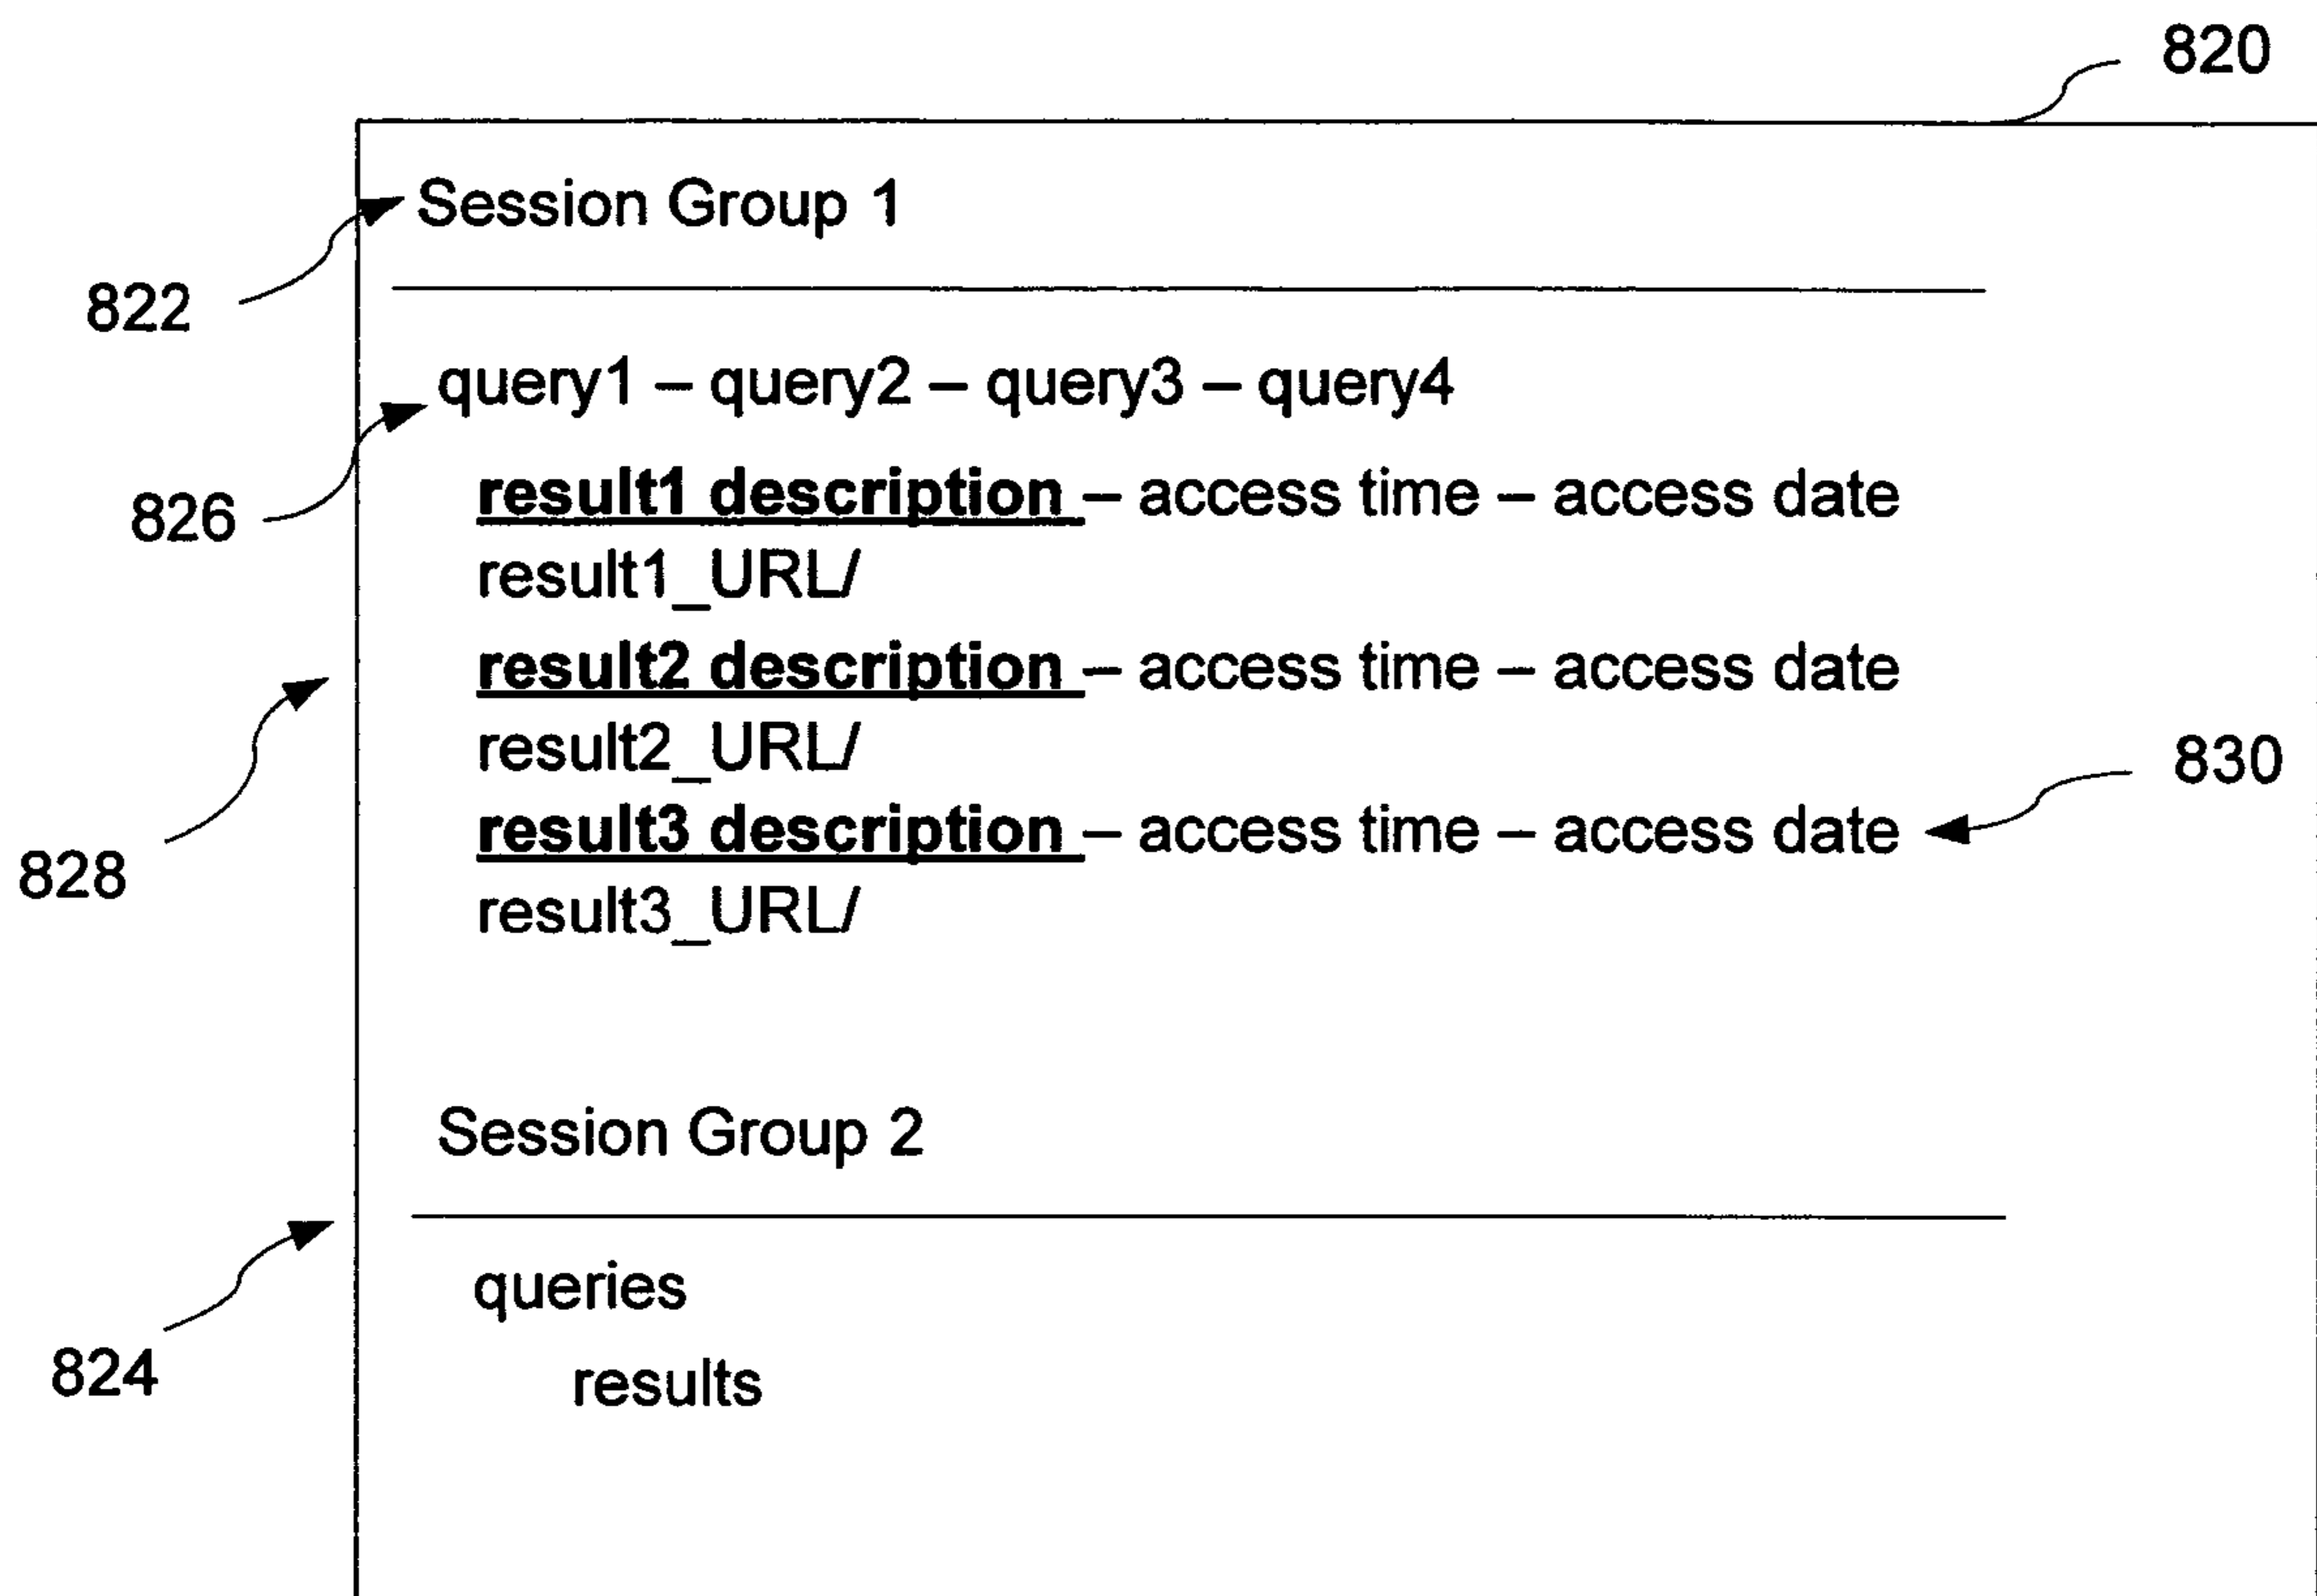 820
Session Group 1
822
query1 – query2 – query3 – query4
826
result1 description – access time – access date
result1_URL/
result2 description – access time – access date
828
result2_URL/
830
result3 description – access time – access date
result3_URL/
Session Group 2
824
queries
results